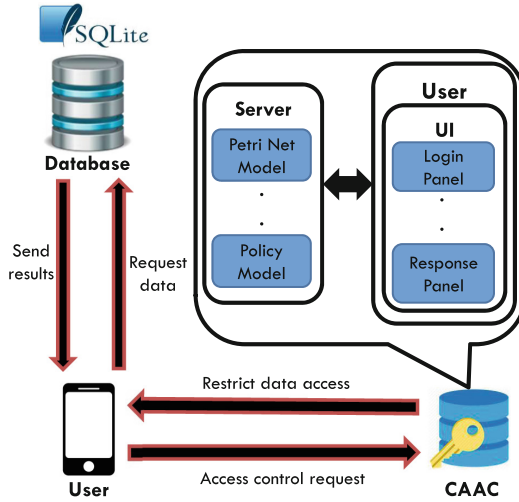 SQLite
Database
Server
Petri Net
Model
.
.
Policy
Model
User
UI
Login
Panel
.
.
Response
Panel
Send
results
Request
data
Restrict data access
Access control request
User
CAAC